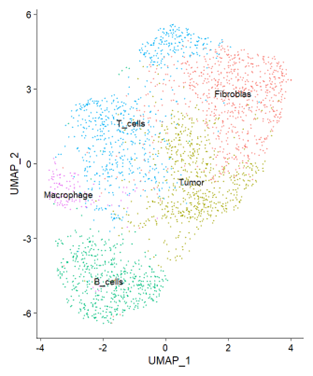 6
3
0
-3
-6
UMAP_2
Fibroblas
T_cells
Tumor
Macrophage
B_cells
-4
-2
0
2
4
UMAP_1